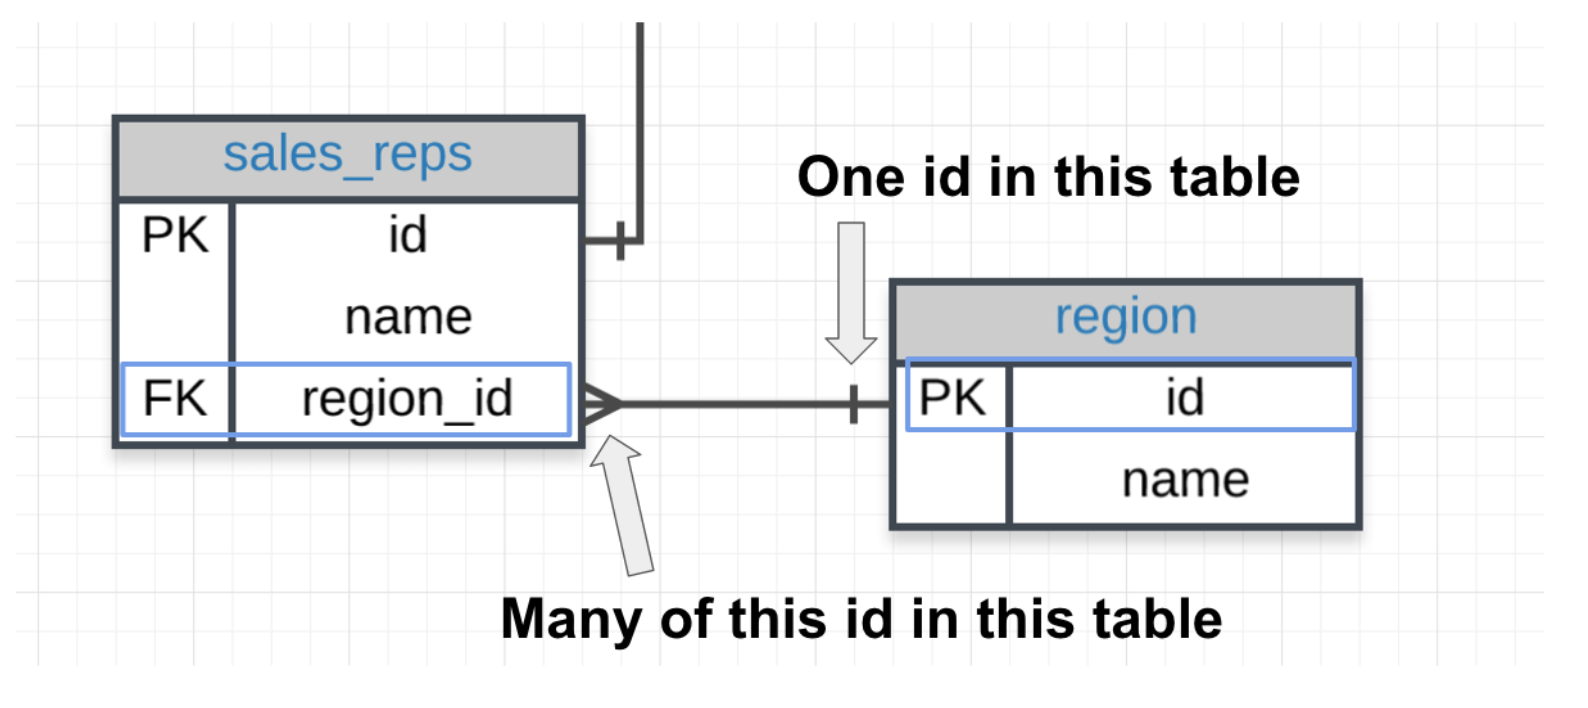 sales_reps
PK id
name
FK region_id
One id in this table
region
PK id
name
Many of this id in this table